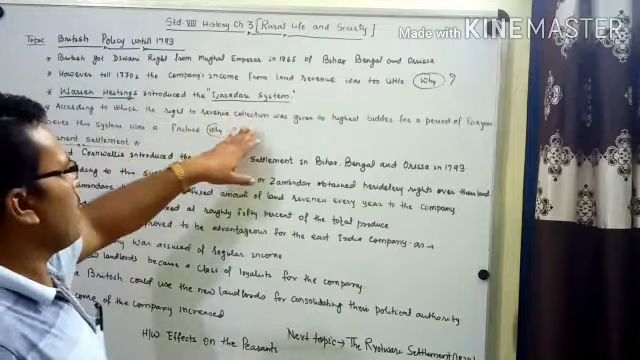 Made with KINEMASTER
Std-VIII History Ch 3 [Rural life and Society]
Topic British Policy untill 1793
* British got Diwani Right from Mughal Emperor in 1765 of Bihar Bengal and Orissa
* However till 1770s the company's income from land revenue was too little (Why) ?
* Warren Hastings introduced the "Ijaradari System."
* According to which the right to revenue collection was given to highest bidder for a period of five year
this system was a failure (Why
Settlement :-
Cornwallis introduced the Settlement in Bihar. Bengal and Orissa in 1793.
to this or Zamindar obtained heridetery rights over their land.
amount of land revenue every year to the company
at roughly fifty percent of the total produce
proved to be advantageous for the east India Company. as →
was assured of regular income
landlords became a class of loyalists for the company.
British could use the new landlords for consolidating their political authority
of the company increased
H/W. Effects on the Peasants Next topic → The Ryotwari Settlement